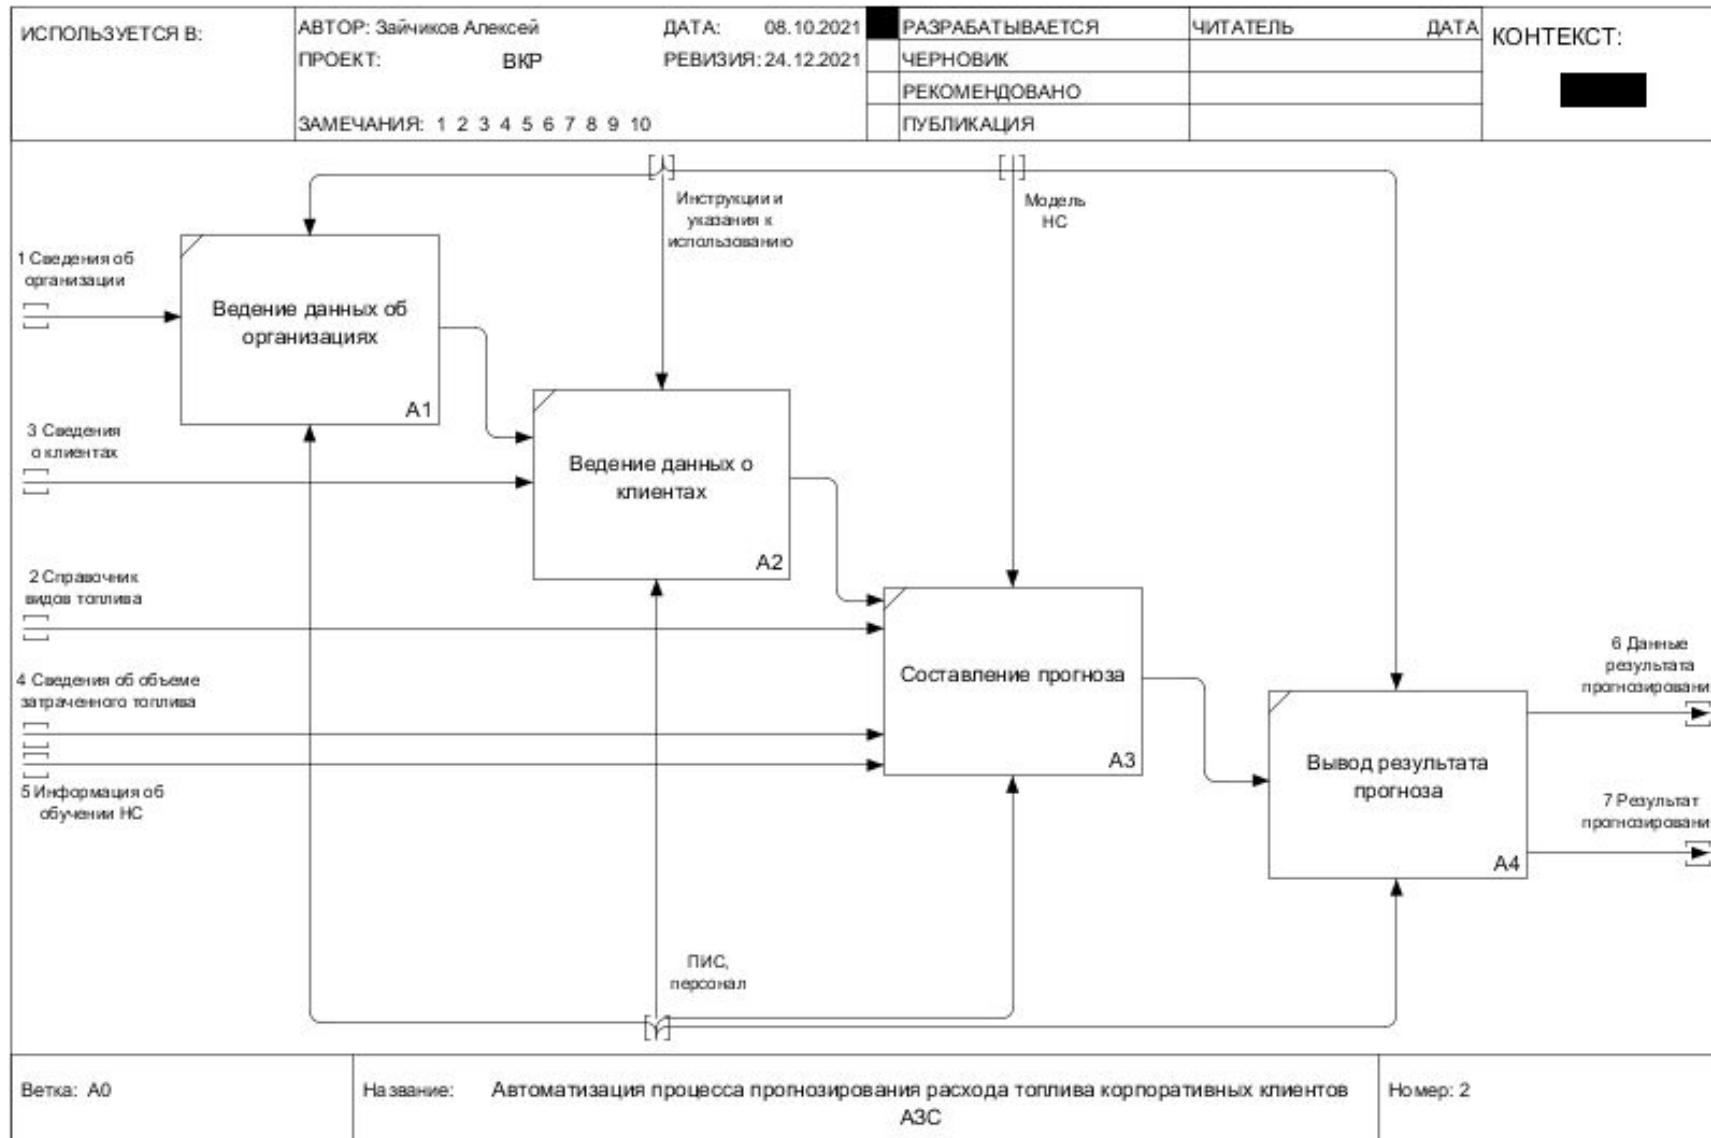 ИСПОЛЬЗУЕТСЯ В:
АВТОР: Зайчиков Алексей
ДАТА: 08.10.2021
ПРОЕКТ: ВКР
РЕВИЗИЯ: 24.12.2021
ЗАМЕЧАНИЯ: 1 2 3 4 5 6 7 8 9 10
РАЗРАБАТЫВАЕТСЯ
ЧЕРНОВИК
РЕКОМЕНДОВАНО
ПУБЛИКАЦИЯ
ЧИТАТЕЛЬ ДАТА
КОНТЕКСТ:
Инструкции и
указания к
использованию
Модель
НС
1 Сведения об
организации
Ведение данных об
организациях
A1
3 Сведения
о клиентах
Ведение данных о
клиентах
A2
2 Справочник
видов топлива
4 Сведения об объеме
затраченного топлива
5 Информация об
обучении НС
Составление прогноза
A3
6 Данные
результата
прогнозировани
Вывод результата
прогноза
A4
7 Результат
прогнозировани
ПИС,
персонал
Ветка: A0
Название: Автоматизация процесса прогнозирования расхода топлива корпоративных клиентов
АЗС
Номер: 2